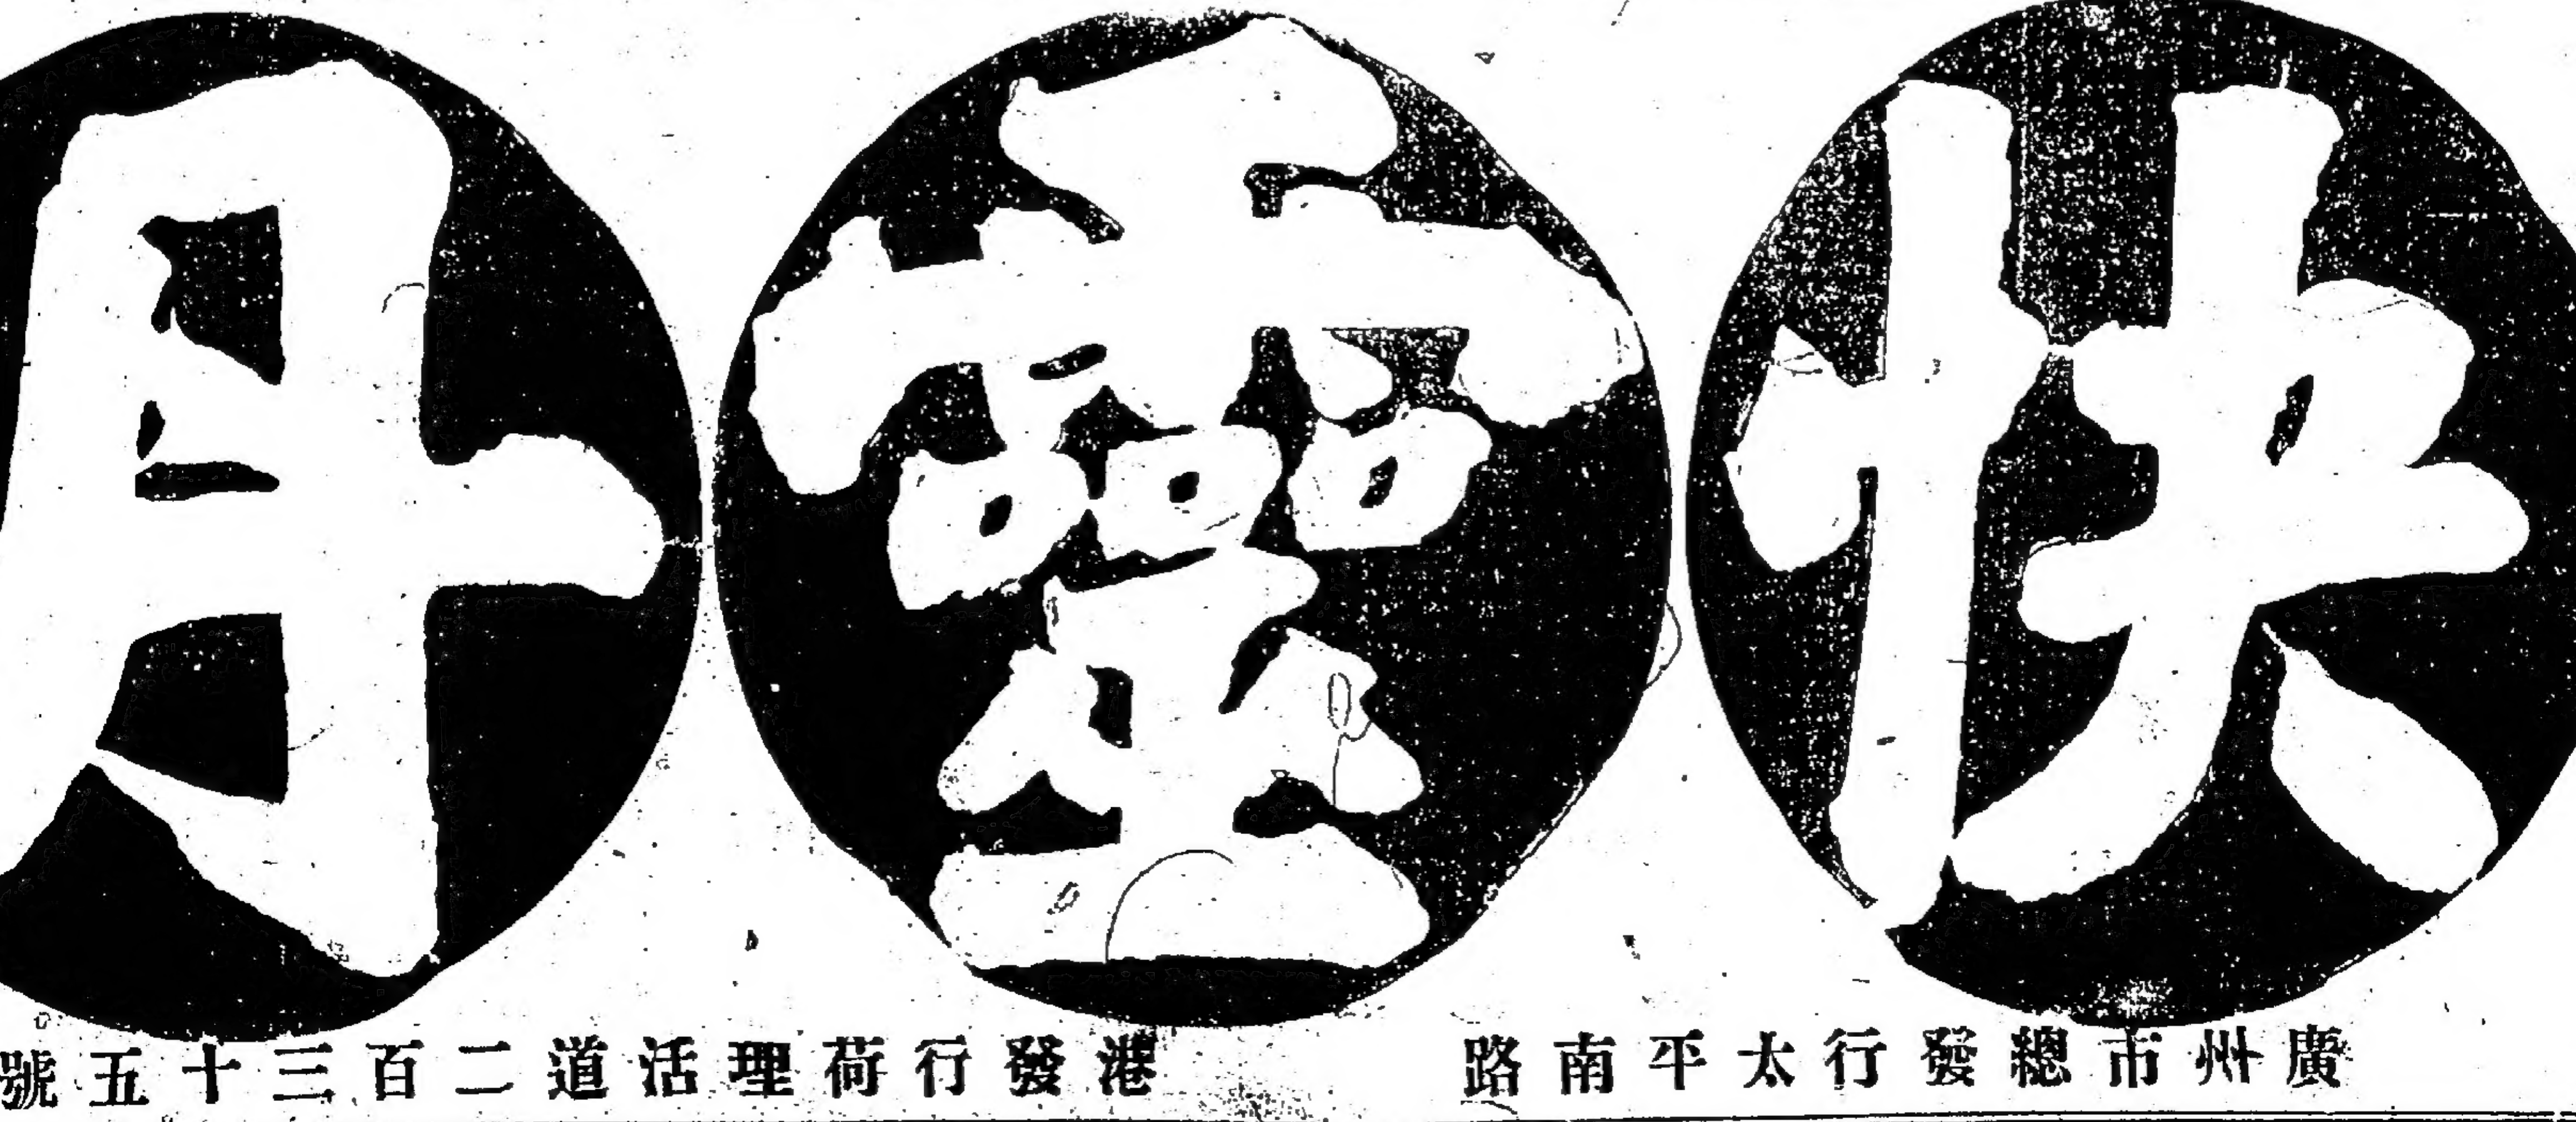 快靈丹
廣州市總發行太平南路
港發行荷理活道二百三十五號